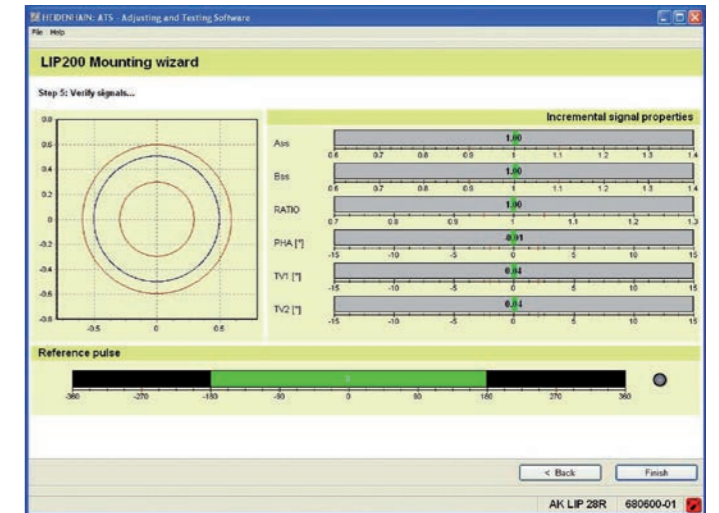 HEIDENHAIN: ATS - Adjusting and Testing Software
File Help
LIP200 Mounting wizard
Step 5: Verify signals...
Incremental signal properties
0.8
0.6
0.4
0.2
0
-0.2
-0.4
-0.6
-0.8
-0.5 0 0.5
Ass 1.00
0.6 0.7 0.8 0.9 1 1.1 1.2 1.3 1.4
Bss 1.00
0.6 0.7 0.8 0.9 1 1.1 1.2 1.3 1.4
RATIO 1.00
0.7 0.8 0.9 1 1.1 1.2 1.3
PHA [°] -0.01
-15 -10 -5 0 5 10 15
TV1 [°] 0.04
-15 -10 -5 0 5 10 15
TV2 [°] 0.04
-15 -10 -5 0 5 10 15
Reference pulse
-360 -270 -180 -90 0 90 180 270 360
< Back Finish
AK LIP 28R 680600-01